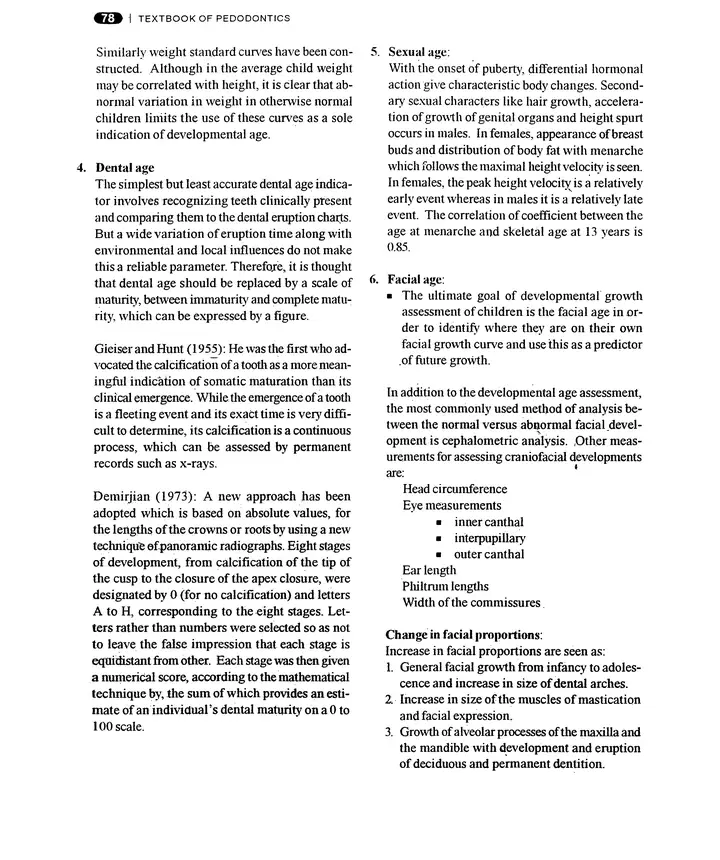 78 | TEXTBOOK OF PEDODONTICS
Similarly weight standard curves have been con-
structed. Although in the average child weight
may be correlated with height, it is clear that ab-
normal variation in weight in otherwise normal
children limits the use of these curves as a sole
indication of developmental age.
4. Dental age
The simplest but least accurate dental age indica-
tor involves recognizing teeth clinically present
and comparing them to the dental eruption charts.
But a wide variation of eruption time along with
environmental and local influences do not make
this a reliable parameter. Therefore, it is thought
that dental age should be replaced by a scale of
maturity, between immaturity and complete matu-
rity, which can be expressed by a figure.
Gieiser and Hunt (1955): He was the first who ad-
vocated the calcification of a tooth as a more mean-
ingful indication of somatic maturation than its
clinical emergence. While the emergence of a tooth
is a fleeting event and its exact time is very diffi-
cult to determine, its calcification is a continuous
process, which can be assessed by permanent
records such as x-rays.
Demirjian (1973): A new approach has been
adopted which is based on absolute values, for
the lengths of the crowns or roots by using a new
technique of panoramic radiographs. Eight stages
of development, from calcification of the tip of
the cusp to the closure of the apex closure, were
designated by 0 (for no calcification) and letters
A to H, corresponding to the eight stages. Let-
ters rather than numbers were selected so as not
to leave the false impression that each stage is
equidistant from other. Each stage was then given
a numerical score, according to the mathematical
technique by, the sum of which provides an esti-
mate of an individual's dental maturity on a 0 to
100 scale.
5. Sexual age:
With the onset of puberty, differential hormonal
action give characteristic body changes. Second-
ary sexual characters like hair growth, accelera-
tion of growth of genital organs and height spurt
occurs in males. In females, appearance of breast
buds and distribution of body fat with menarche
which follows the maximal height velocity is seen.
In females, the peak height velocity is a relatively
early event whereas in males it is a relatively late
event. The correlation of coefficient between the
age at menarche and skeletal age at 13 years is
0.85.
6. Facial age:
▪ The ultimate goal of developmental growth
assessment of children is the facial age in or-
der to identify where they are on their own
facial growth curve and use this as a predictor
of future growth.
In addition to the developmental age assessment,
the most commonly used method of analysis be-
tween the normal versus abnormal facial devel-
opment is cephalometric analysis. Other meas-
urements for assessing craniofacial developments
are:
Head circumference
Eye measurements
▪ inner canthal
▪ interpupillary
▪ outer canthal
Ear length
Philtrum lengths
Width of the commissures
Change in facial proportions:
Increase in facial proportions are seen as:
1. General facial growth from infancy to adoles-
cence and increase in size of dental arches.
2. Increase in size of the muscles of mastication
and facial expression.
3. Growth of alveolar processes of the maxilla and
the mandible with development and eruption
of deciduous and permanent dentition.